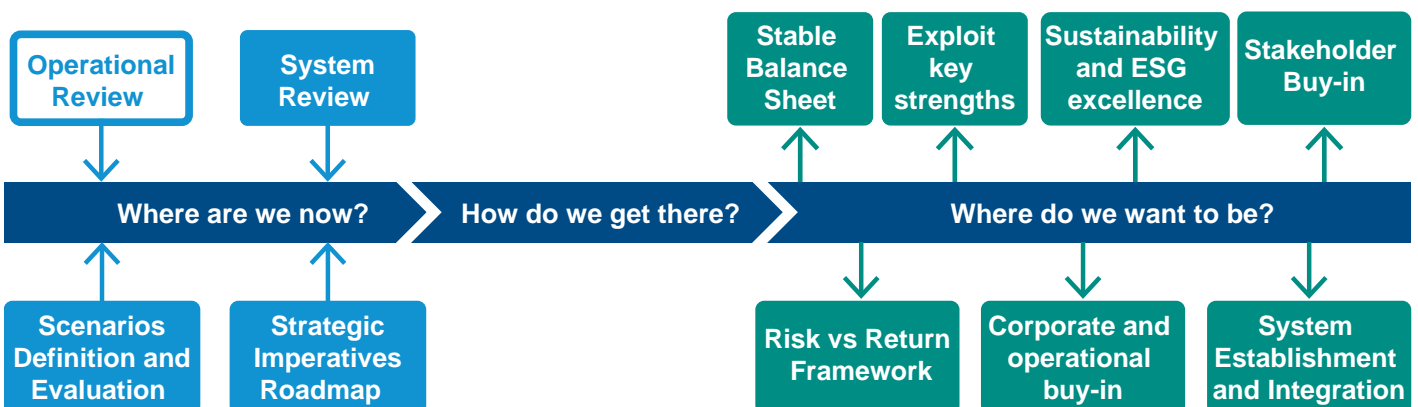 Operational
Review
System
Review
Stable
Balance
Sheet
Exploit
key
strengths
Sustainability
and ESG
excellence
Stakeholder
Buy-in
Where are we now?
How do we get there?
Where do we want to be?
Scenarios
Definition and
Evaluation
Strategic
Imperatives
Roadmap
Risk vs Return
Framework
Corporate and
operational
buy-in
System
Establishment
and Integration